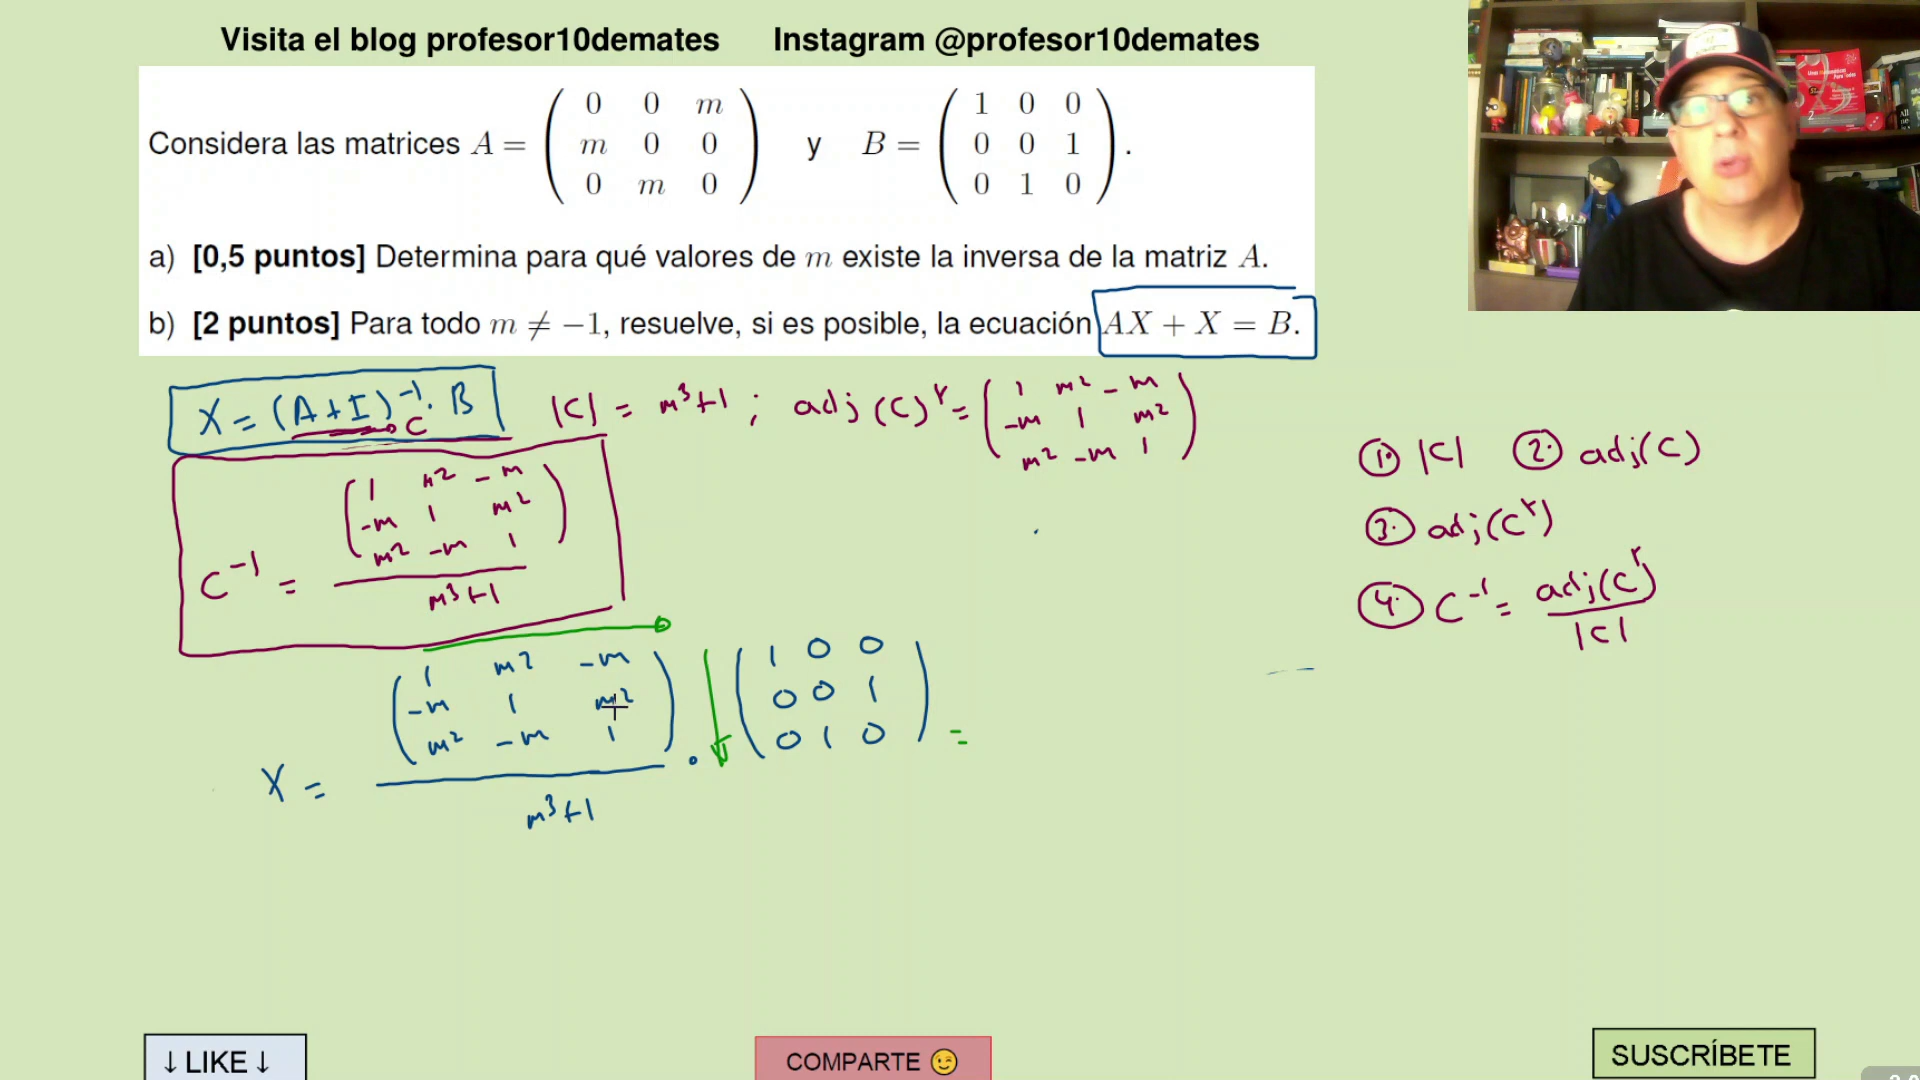 Visita el blog profesor10demates Instagram @profesor10demates
Considera las matrices A = ( 0 0 m ; m 0 0 ; 0 m 0 ) y B = ( 1 0 0 ; 0 0 1 ; 0 1 0 ) .
a) [0,5 puntos] Determina para qué valores de m existe la inversa de la matriz A.
b) [2 puntos] Para todo m ≠ −1, resuelve, si es posible, la ecuación AX + X = B.
X = (A+I)⁻¹ · B
C
|C| = m³+1 ; adj (C)ᵗ = ( 1 m² -m ; -m 1 m² ; m² -m 1 )
① |C| ② adj(C)
③ adj(Cᵗ)
④ C⁻¹ = adj(Cᵗ) / |C|
C⁻¹ = ( 1 m² -m ; -m 1 m² ; m² -m 1 ) / m³+1
X = ( 1 m² -m ; -m 1 m² ; m² -m 1 ) / m³+1 · ( 1 0 0 ; 0 0 1 ; 0 1 0 ) =
↓ LIKE ↓
COMPARTE 😉
SUSCRÍBETE